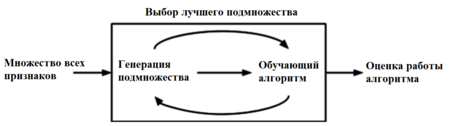 Выбор лучшего подмножества
Множество всех
признаков
Генерация
подмножества
Обучающий
алгоритм
Оценка работы
алгоритма